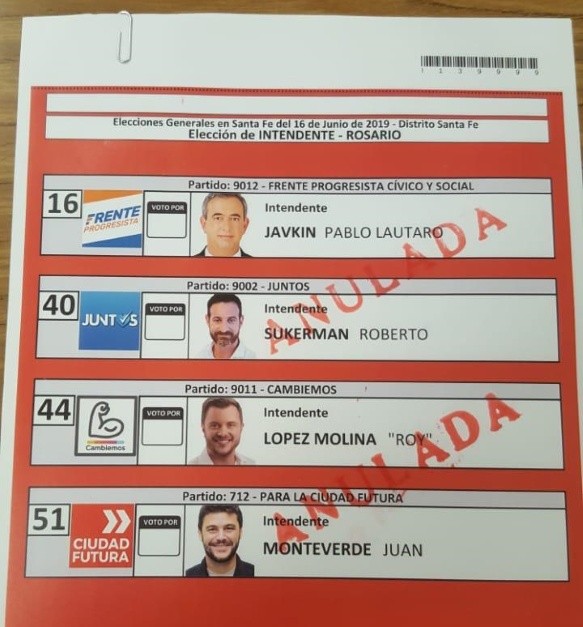 1139999
Elecciones Generales en Santa Fe del 16 de Junio de 2019 - Distrito Santa Fe
Elección de INTENDENTE - ROSARIO
Partido: 9012 - FRENTE PROGRESISTA CÍVICO Y SOCIAL
16
FRENTE
PROGRESISTA
VOTO POR
Intendente
JAVKIN PABLO LAUTARO
Partido: 9002 - JUNTOS
40
JUNTOS
VOTO POR
Intendente
SUKERMAN ROBERTO
ANULADA
Partido: 9011 - CAMBIEMOS
44
Cambiemos
VOTO POR
Intendente
LOPEZ MOLINA "ROY"
Partido: 712 - PARA LA CIUDAD FUTURA
51
CIUDAD
FUTURA
VOTO POR
Intendente
MONTEVERDE JUAN
ANULADA